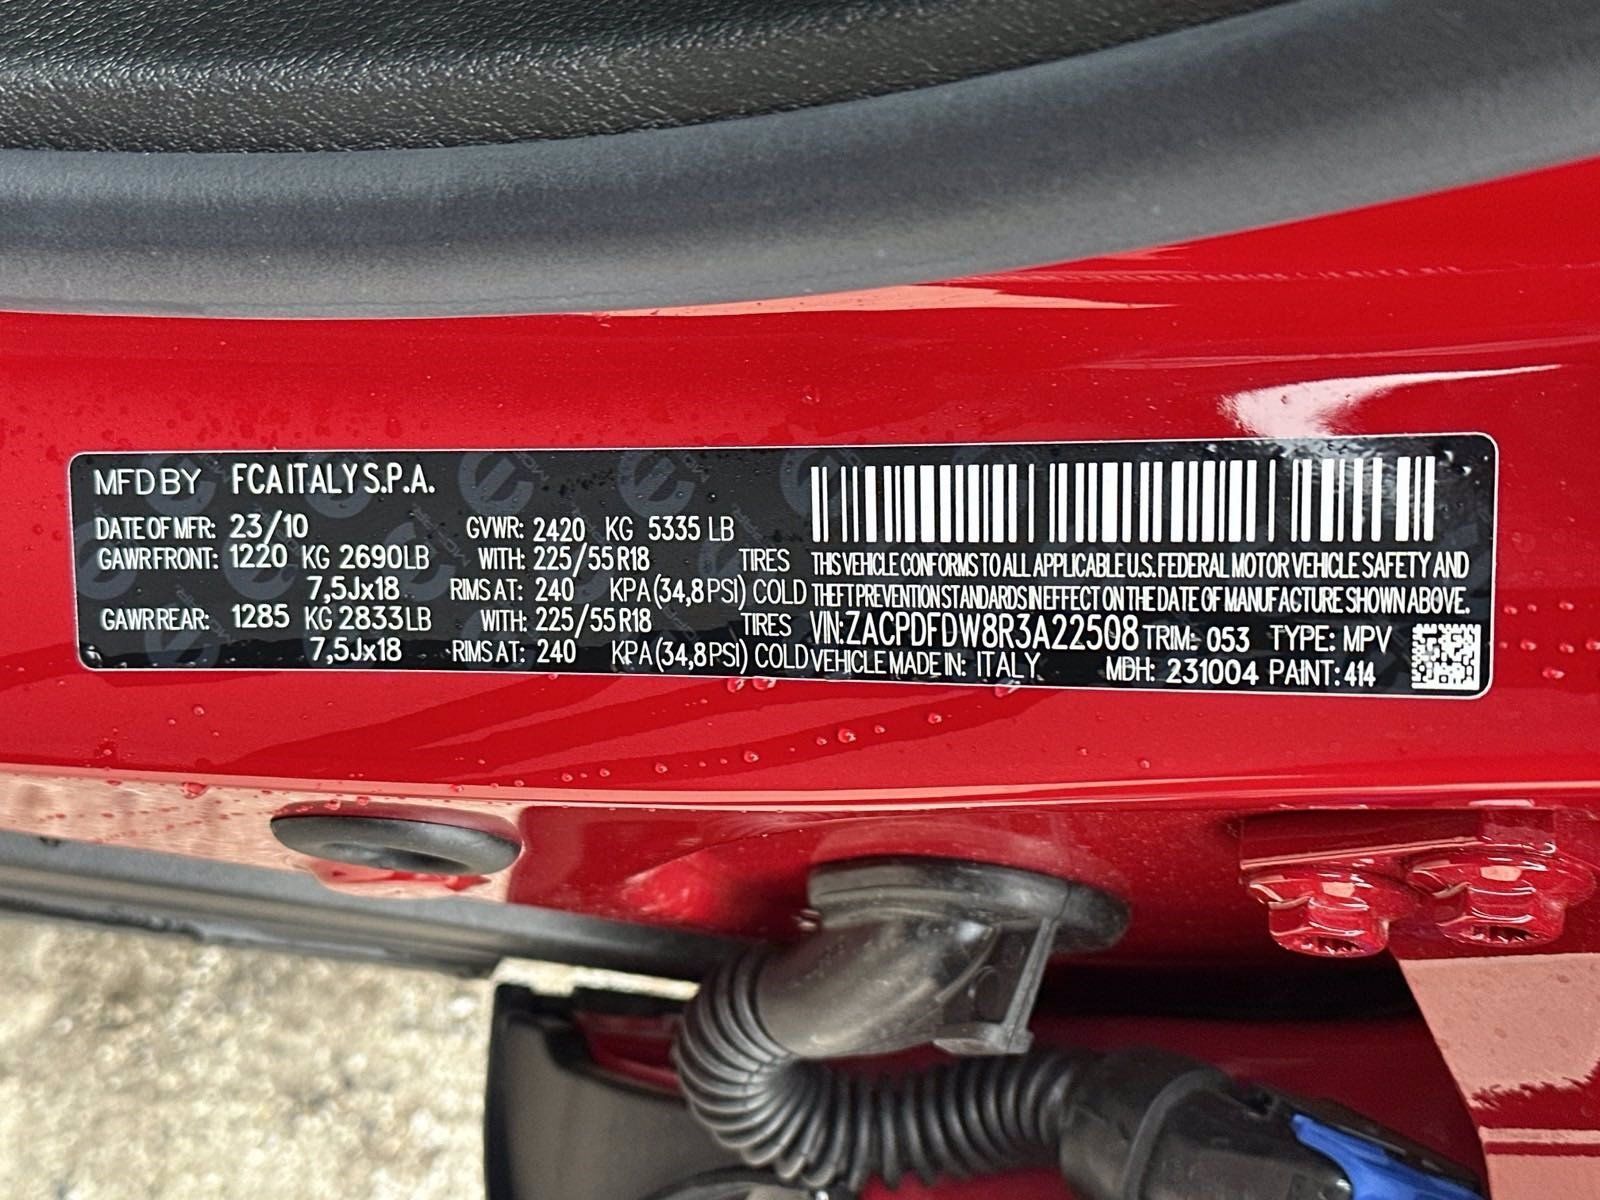 MFD BY FCA ITALY S.P.A.
DATE OF MFR: 23/10 GVWR: 2420 KG 5335 LB
GAWR FRONT: 1220 KG 2690LB WITH: 225/55 R18 TIRES
7,5Jx18 RIMS AT: 240 KPA (34,8 PSI) COLD
GAWR REAR: 1285 KG 2833LB WITH: 225/55 R18 TIRES
7,5Jx18 RIMS AT: 240 KPA (34,8 PSI) COLD
THIS VEHICLE CONFORMS TO ALL APPLICABLE U.S. FEDERAL MOTOR VEHICLE SAFETY AND
THEFT PREVENTION STANDARDS IN EFFECT ON THE DATE OF MANUFACTURE SHOWN ABOVE.
VIN: ZACPDFDW8R3A22508 TRIM: 053 TYPE: MPV
VEHICLE MADE IN: ITALY MDH: 231004 PAINT: 414